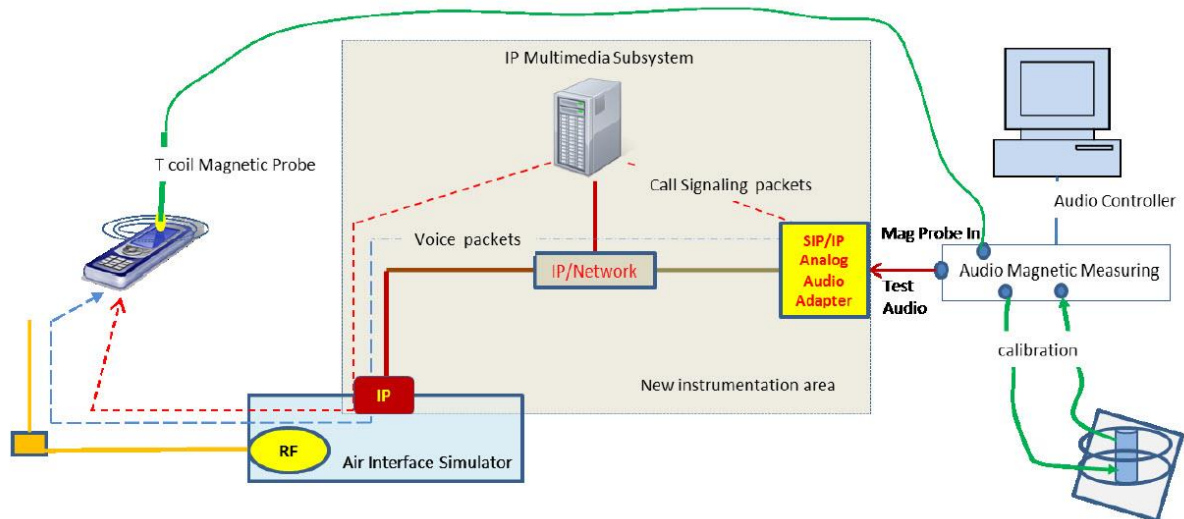 IP Multimedia Subsystem
T coil Magnetic Probe
Call Signaling packets
Audio Controller
Voice packets
SIP/IP
Analog
Audio
Adapter
Mag Probe In
IP/Network
Audio Magnetic Measuring
Test
Audio
calibration
New instrumentation area
IP
RF
Air Interface Simulator